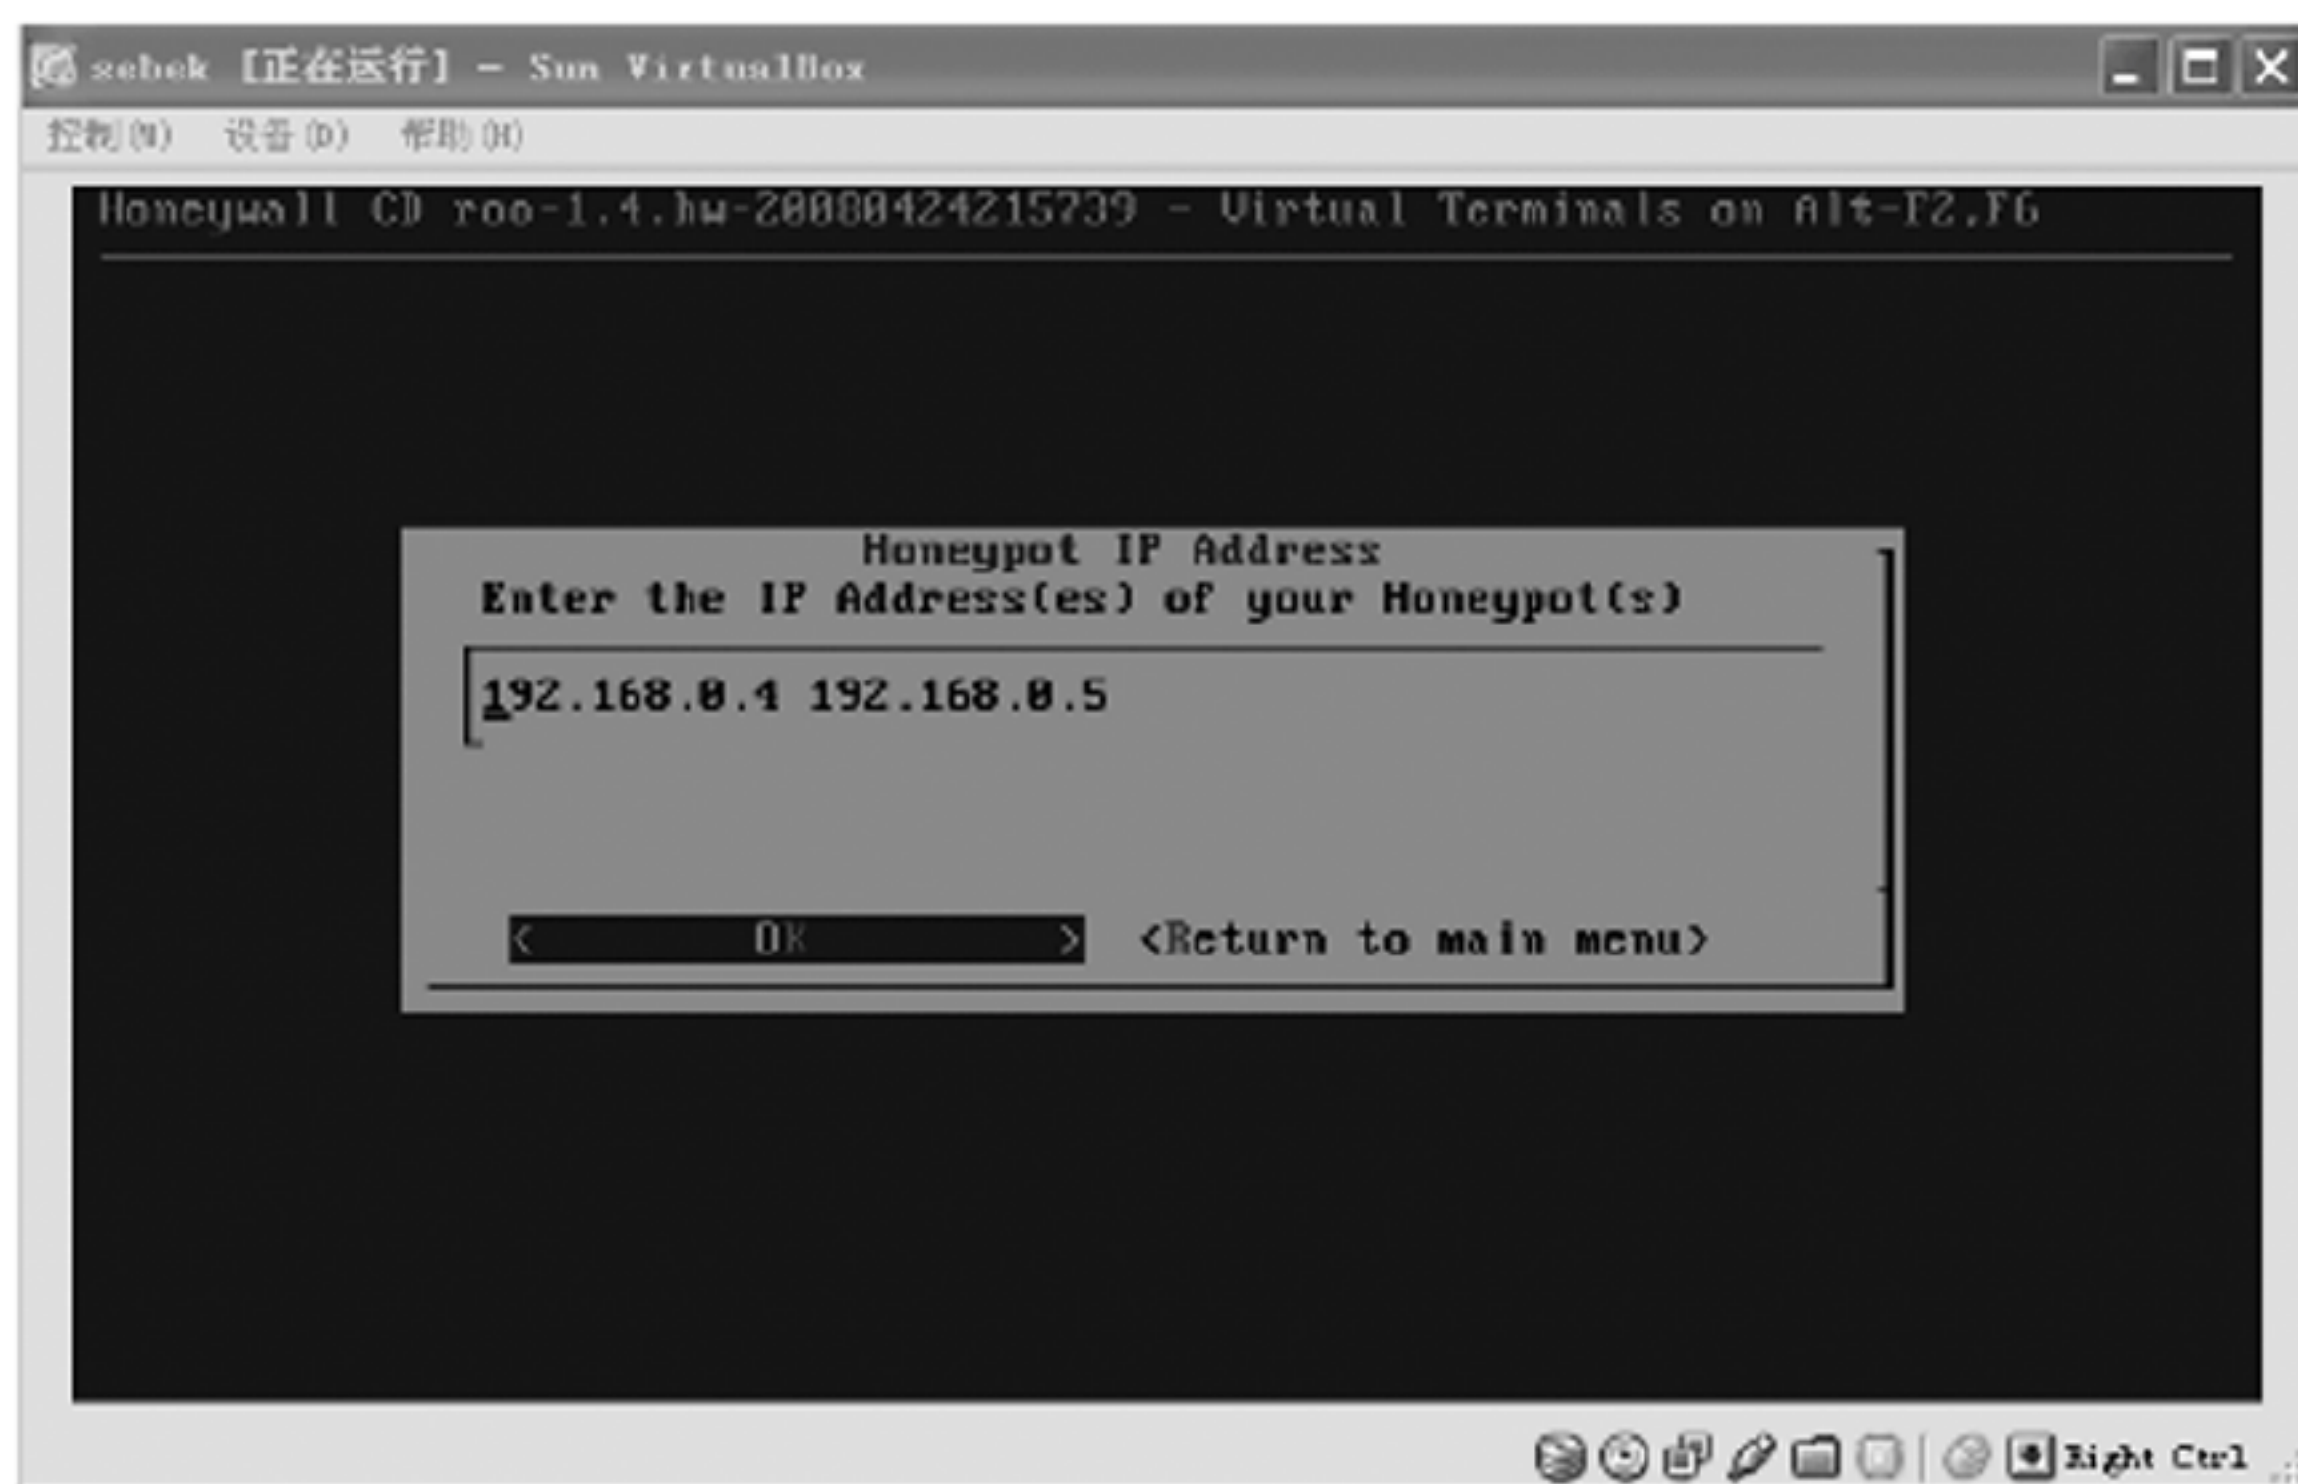 sebek [正在运行] - Sun VirtualBox
控制(M) 设备(D) 帮助(H)
Honeywall CD roo-1.4.hw-20080424215739 - Virtual Terminals on Alt-F2,F6
Honeypot IP Address
Enter the IP Address(es) of your Honeypot(s)
192.168.0.4 192.168.0.5
< OK > <Return to main menu>
Right Ctrl